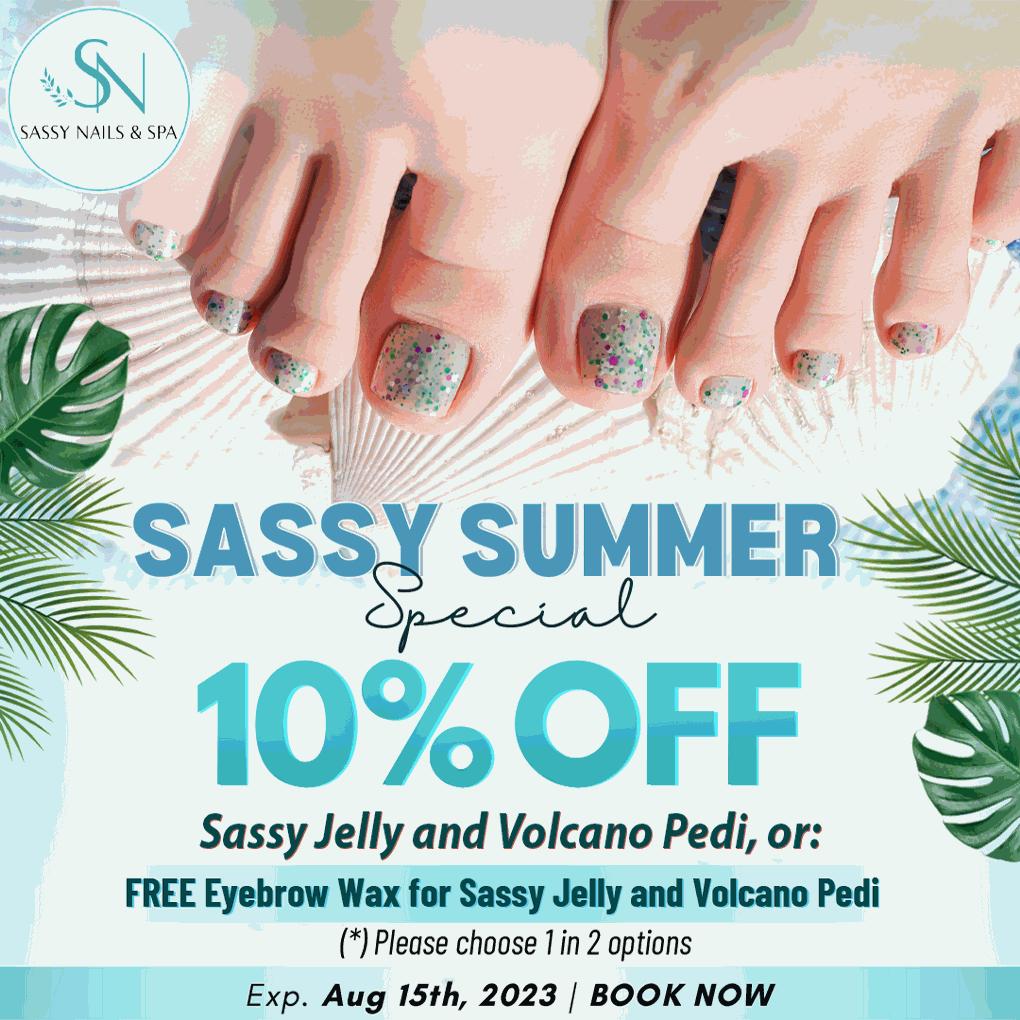 SN
SASSY NAILS & SPA
SASSY SUMMER
Special
10% OFF
Sassy Jelly and Volcano Pedi, or:
FREE Eyebrow Wax for Sassy Jelly and Volcano Pedi
(*) Please choose 1 in 2 options
Exp. Aug 15th, 2023 | BOOK NOW